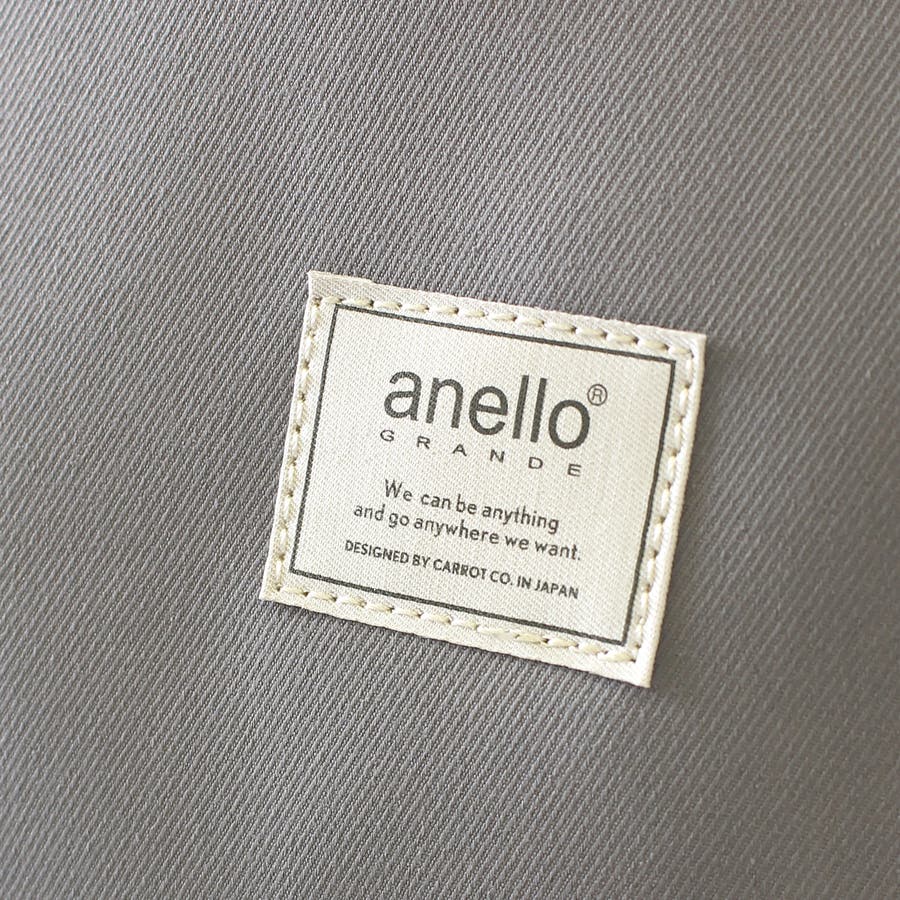 anello®
GRANDE
We can be anything
and go anywhere we want.
DESIGNED BY CARROT CO. IN JAPAN